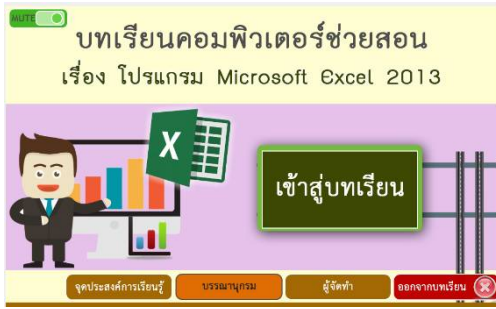 MUTE
บทเรียนคอมพิวเตอร์ช่วยสอน
เรื่อง โปรแกรม Microsoft Excel 2013
X
เข้าสู่บทเรียน
จุดประสงค์การเรียนรู้
บรรณานุกรม
ผู้จัดทำ
ออกจากบทเรียน